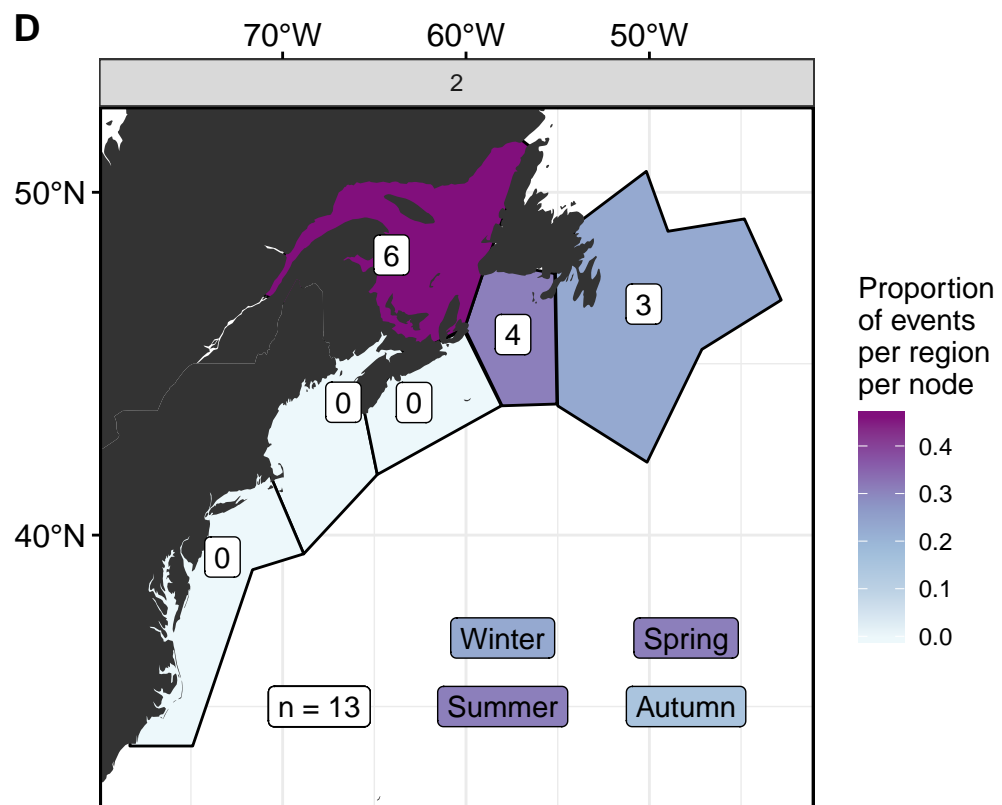 D
70°W 60°W 50°W
2
50°N
6
3
4
0 0
40°N
0
Proportion
of events
per region
per node
0.4
0.3
0.2
0.1
0.0
Winter Spring
n = 13 Summer Autumn